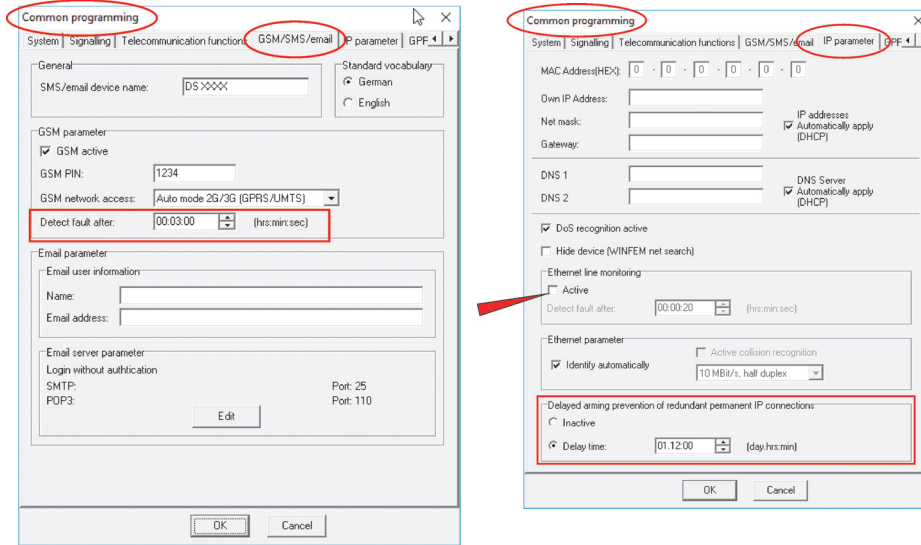 Common programming
System Signalling Telecommunication functions GSM/SMS/email IP parameter GPF
General
SMS/email device name: DS XXXX
Standard vocabulary
German
English
GSM parameter
GSM active
GSM PIN: 1234
GSM network access: Auto mode 2G/3G (GPRS/UMTS)
Detect fault after: 00:03:00 (hrs:min:sec)
Email parameter
Email user information
Name:
Email address:
Email server parameter
Login without authtication
SMTP: Port: 25
POP3: Port: 110
Edit
OK Cancel
Common programming
System Signalling Telecommunication functions GSM/SMS/email IP parameter GPF
MAC Address(HEX): 0 - 0 - 0 - 0 - 0 - 0
Own IP Address:
Net mask:
Gateway:
IP addresses
Automatically apply
(DHCP)
DNS 1
DNS 2
DNS Server
Automatically apply
(DHCP)
DoS recognition active
Hide device (WINFEM net search)
Ethernet line monitoring
Active
Detect fault after: 00:00:20 (hrs:min:sec)
Ethernet parameter
Identify automatically
Active collision recognition
10 MBit/s, half duplex
Delayed arming prevention of redundant permanent IP connections
Inactive
Delay time: 01.12:00 (day.hrs:min)
OK Cancel